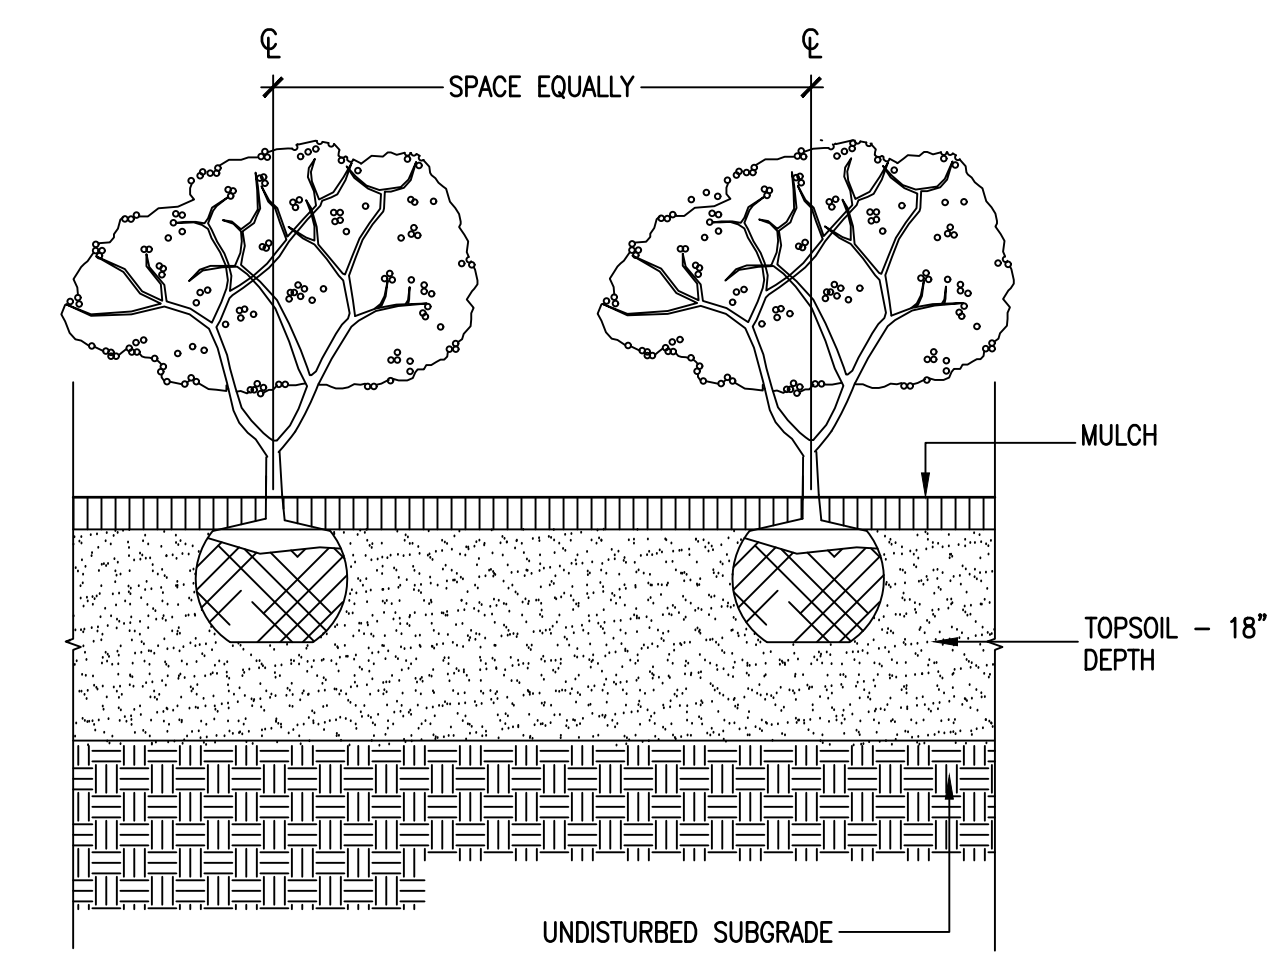 ℄ ℄
SPACE EQUALLY
MULCH
TOPSOIL – 18"
DEPTH
UNDISTURBED SUBGRADE